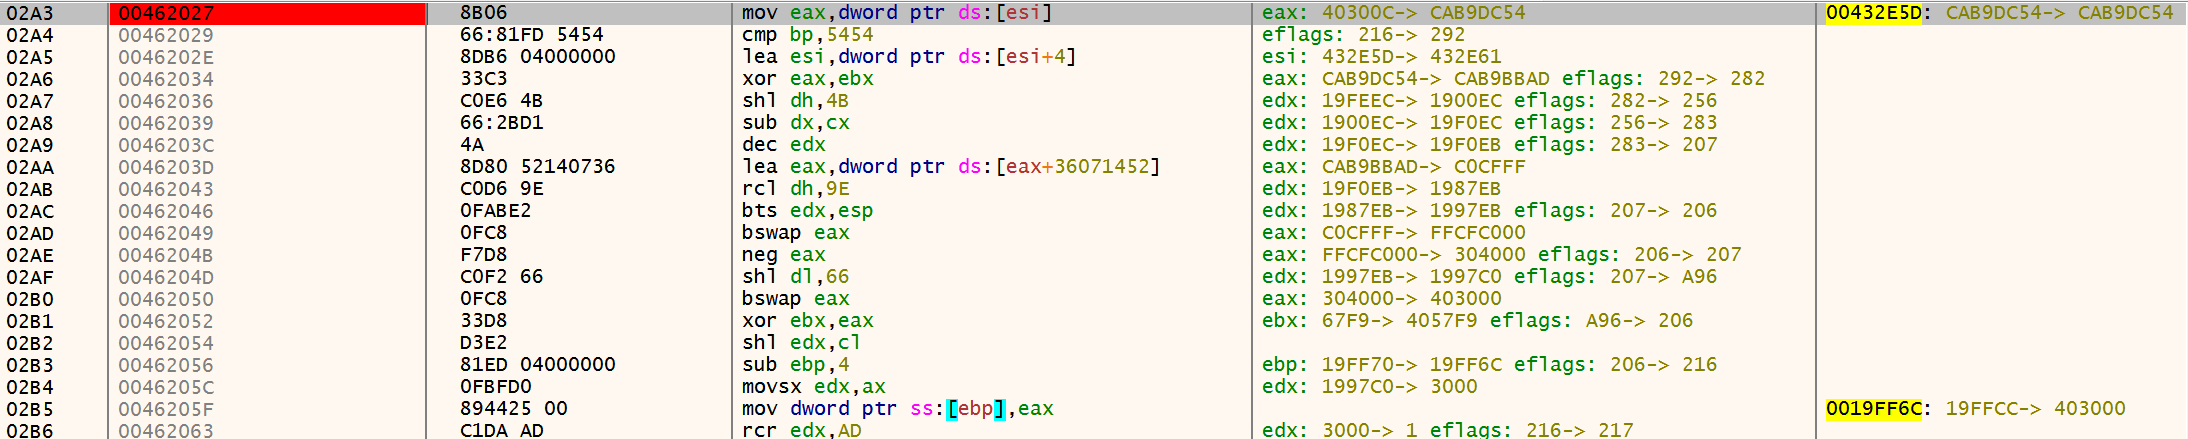 02A3 00462027 8B06 mov eax,dword ptr ds:[esi] eax: 40300C-> CAB9DC54 00432E5D: CAB9DC54-> CAB9DC54
02A4 00462029 66:81FD 5454 cmp bp,5454 eflags: 216-> 292
02A5 0046202E 8DB6 04000000 lea esi,dword ptr ds:[esi+4] esi: 432E5D-> 432E61
02A6 00462034 33C3 xor eax,ebx eax: CAB9DC54-> CAB9BBAD eflags: 292-> 282
02A7 00462036 C0E6 4B shl dh,4B edx: 19FEEC-> 1900EC eflags: 282-> 256
02A8 00462039 66:2BD1 sub dx,cx edx: 1900EC-> 19F0EC eflags: 256-> 283
02A9 0046203C 4A dec edx edx: 19F0EC-> 19F0EB eflags: 283-> 207
02AA 0046203D 8D80 52140736 lea eax,dword ptr ds:[eax+36071452] eax: CAB9BBAD-> C0CFFF
02AB 00462043 C0D6 9E rcl dh,9E edx: 19F0EB-> 1987EB
02AC 00462046 0FABE2 bts edx,esp edx: 1987EB-> 1997EB eflags: 207-> 206
02AD 00462049 0FC8 bswap eax eax: C0CFFF-> FFCFC000
02AE 0046204B F7D8 neg eax eax: FFCFC000-> 304000 eflags: 206-> 207
02AF 0046204D C0F2 66 shl dl,66 edx: 1997EB-> 1997C0 eflags: 207-> A96
02B0 00462050 0FC8 bswap eax eax: 304000-> 403000
02B1 00462052 33D8 xor ebx,eax ebx: 67F9-> 4057F9 eflags: A96-> 206
02B2 00462054 D3E2 shl edx,cl
02B3 00462056 81ED 04000000 sub ebp,4 ebp: 19FF70-> 19FF6C eflags: 206-> 216
02B4 0046205C 0FBFD0 movsx edx,ax edx: 1997C0-> 3000
02B5 0046205F 894425 00 mov dword ptr ss:[ebp],eax 0019FF6C: 19FFCC-> 403000
02B6 00462063 C1DA AD rcr edx,AD edx: 3000-> 1 eflags: 216-> 217